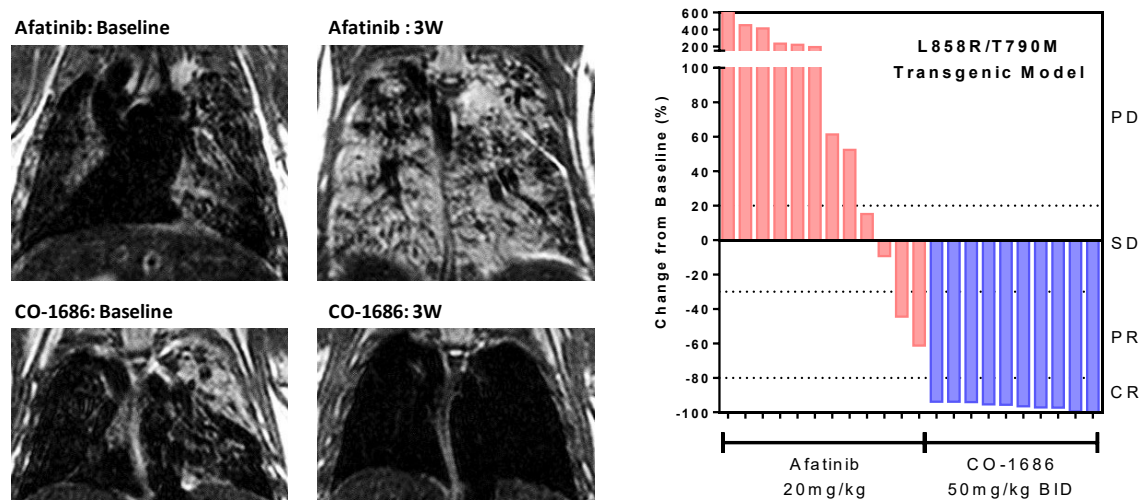 Afatinib: Baseline
Afatinib : 3W
CO-1686: Baseline
CO-1686: 3W
L858R/T790M
Transgenic Model
Change from Baseline (%)
600
400
200
100
80
60
40
20
0
-20
-40
-60
-80
-100
PD
SD
PR
CR
Afatinib
20mg/kg
CO-1686
50mg/kg BID